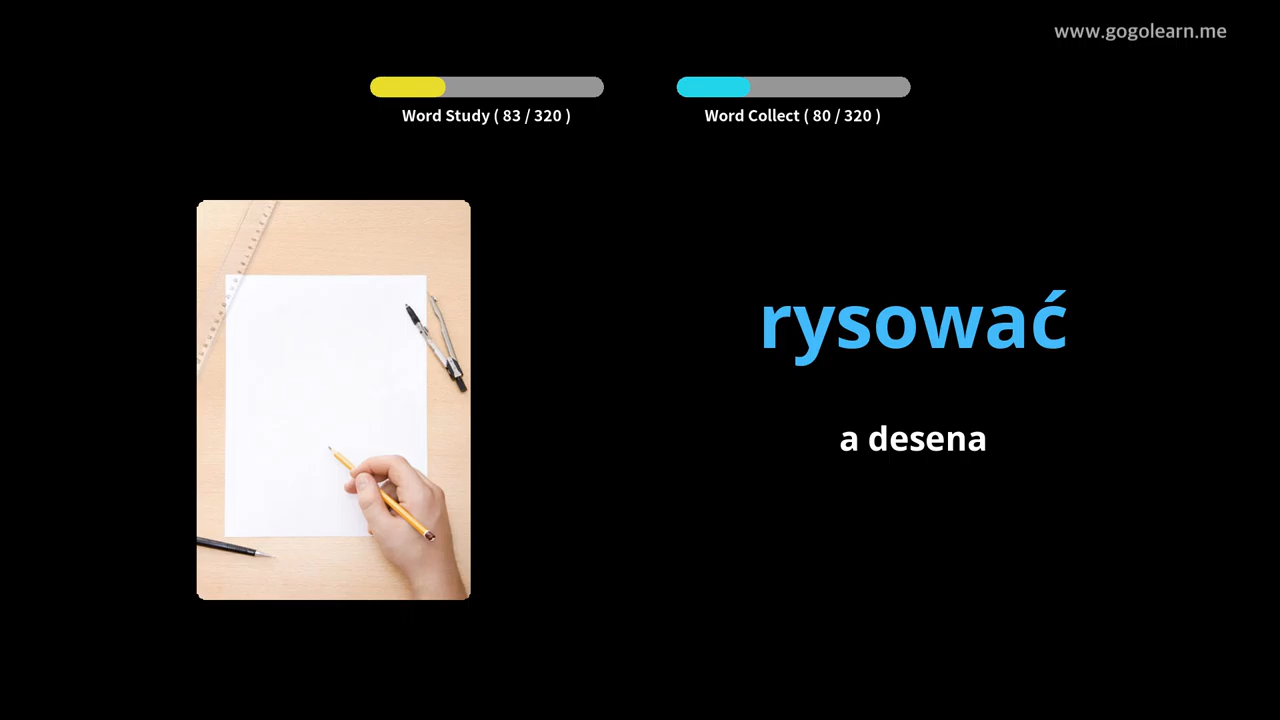 www.gogolearn.me
Word Study ( 83 / 320 )
Word Collect ( 80 / 320 )
rysować
a desena